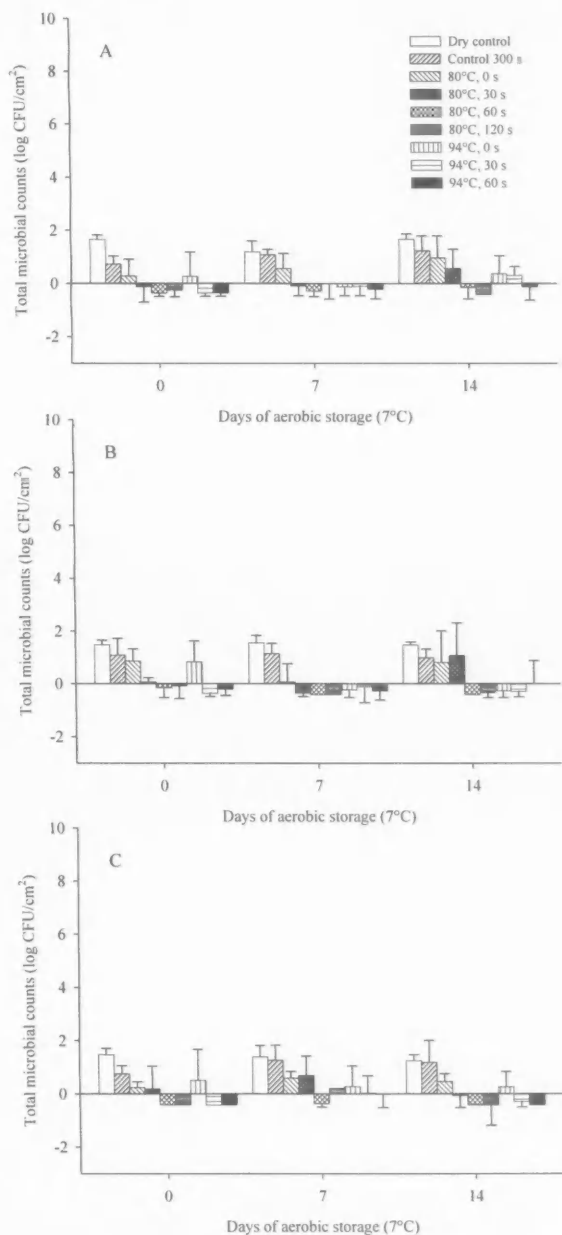 10
8
6
4
2
0
-2
Total microbial counts (log CFU/cm²)
A
Dry control
Control 300 s
80°C, 0 s
80°C, 30 s
80°C, 60 s
80°C, 120 s
94°C, 0 s
94°C, 30 s
94°C, 60 s
0
7
14
Days of aerobic storage (7°C)
10
8
6
4
2
0
-2
Total microbial counts (log CFU/cm²)
B
0
7
14
Days of aerobic storage (7°C)
10
8
6
4
2
0
-2
Total microbial counts (log CFU/cm²)
C
0
7
14
Days of aerobic storage (7°C)